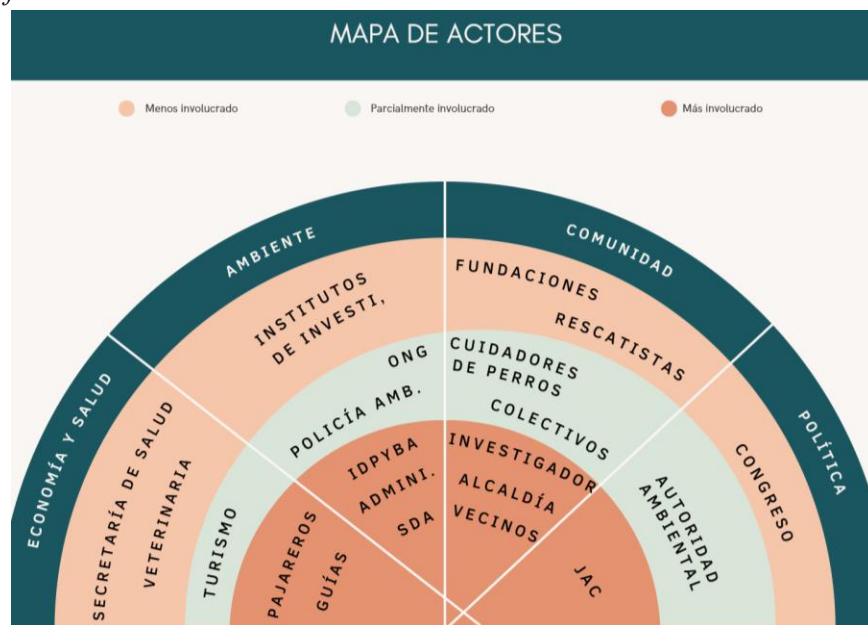 MAPA DE ACTORES
Menos involucrado
Parcialmente involucrado
Más involucrado
ECONOMÍA Y SALUD
AMBIENTE
COMUNIDAD
POLÍTICA
SECRETARÍA DE SALUD
VETERINARIA
TURISMO
PAJAREROS
GUÍAS
INSTITUTOS
DE INVESTI,
ONG
POLICÍA AMB.
IDPYBA
ADMINI.
SDA
FUNDACIONES
RESCATISTAS
CUIDADORES
DE PERROS
COLECTIVOS
INVESTIGADOR
ALCALDÍA
VECINOS
CONGRESO
AUTORIDAD
AMBIENTAL
JAC